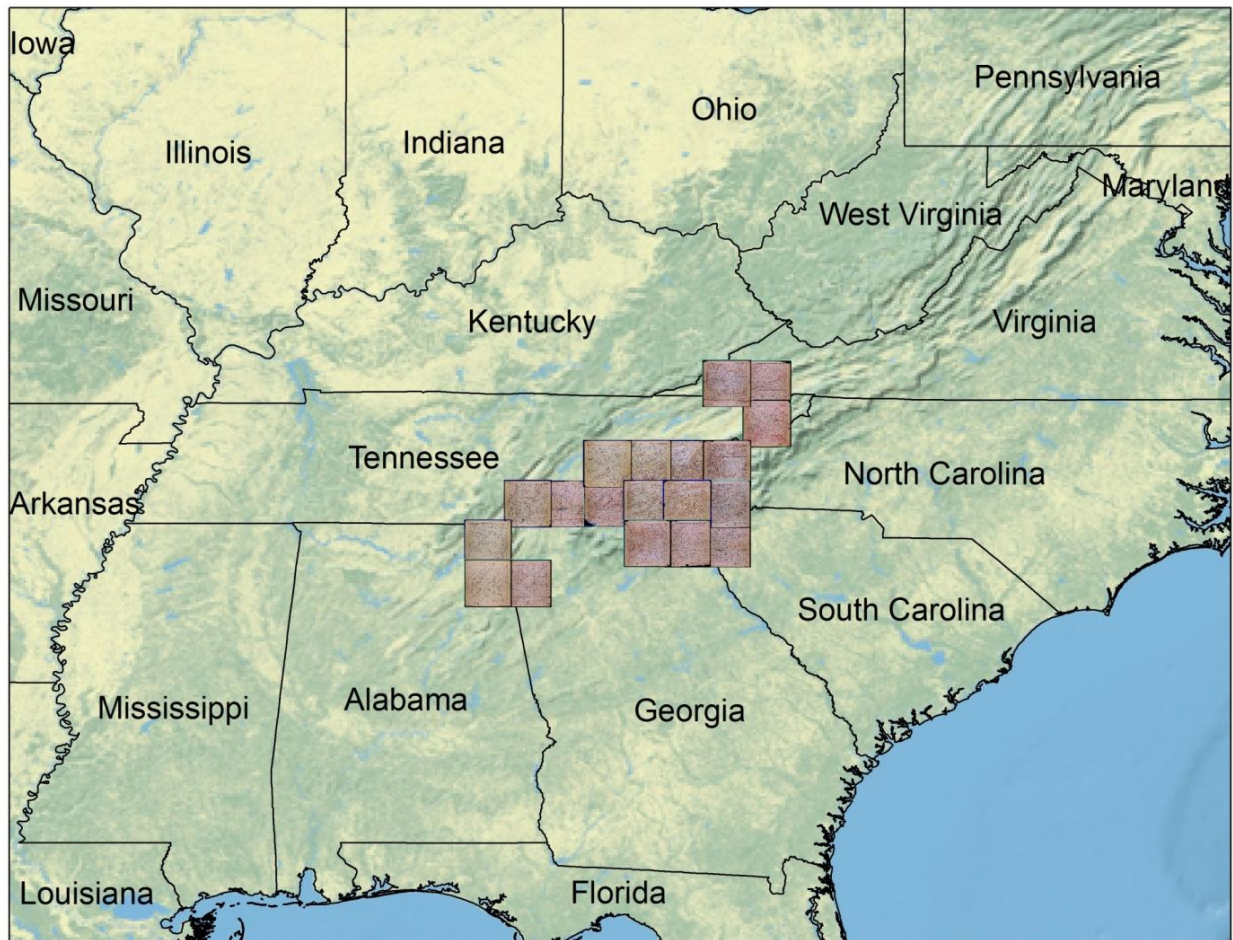 Iowa
Pennsylvania
Ohio
Indiana
Illinois
Maryland
West Virginia
Missouri
Kentucky
Virginia
Tennessee
North Carolina
Arkansas
South Carolina
Mississippi
Alabama
Georgia
Louisiana
Florida